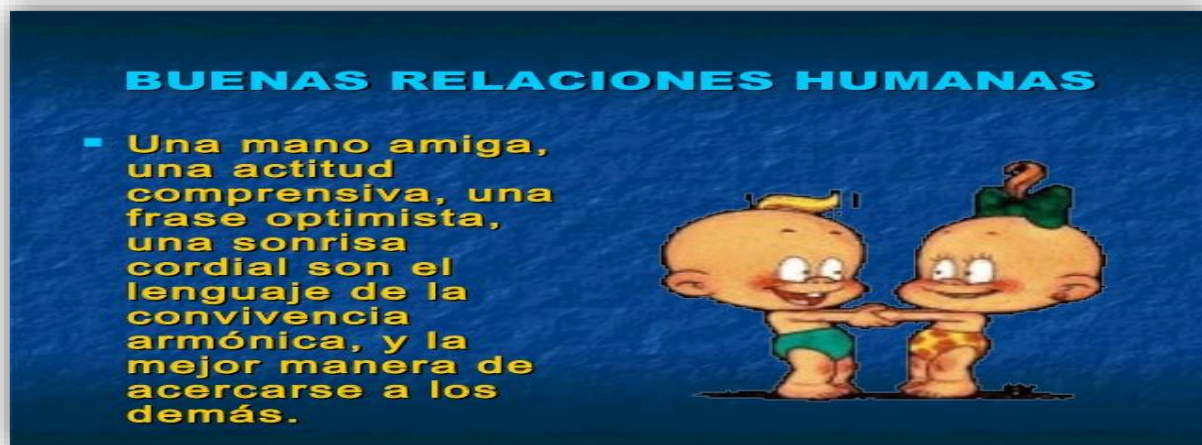 BUENAS RELACIONES HUMANAS
Una mano amiga,
una actitud
comprensiva, una
frase optimista,
una sonrisa
cordial son el
lenguaje de la
convivencia
armónica, y la
mejor manera de
acercarse a los
demás.